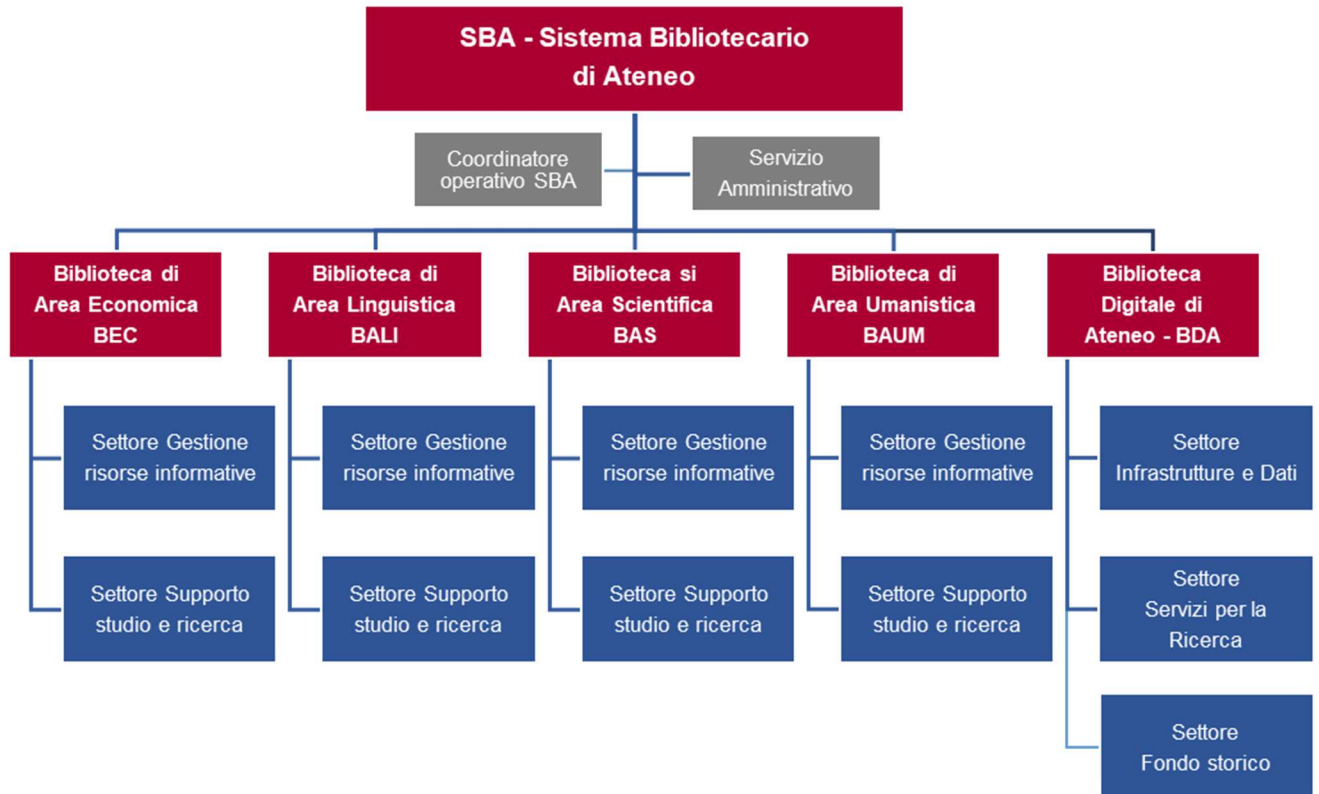 SBA - Sistema Bibliotecario
di Ateneo
Coordinatore
operativo SBA
Servizio
Amministrativo
Biblioteca di
Area Economica
BEC
Biblioteca di
Area Linguistica
BALI
Biblioteca si
Area Scientifica
BAS
Biblioteca di
Area Umanistica
BAUM
Biblioteca
Digitale di
Ateneo - BDA
Settore Gestione
risorse informative
Settore Gestione
risorse informative
Settore Gestione
risorse informative
Settore Gestione
risorse informative
Settore
Infrastrutture e Dati
Settore Supporto
studio e ricerca
Settore Supporto
studio e ricerca
Settore Supporto
studio e ricerca
Settore Supporto
studio e ricerca
Settore
Servizi per la
Ricerca
Settore
Fondo storico